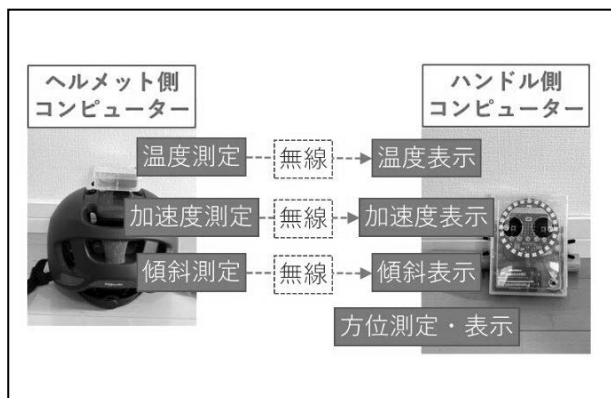 ヘルメット側
コンピューター
ハンドル側
コンピューター
温度測定
無線
温度表示
加速度測定
無線
加速度表示
傾斜測定
無線
傾斜表示
方位測定・表示